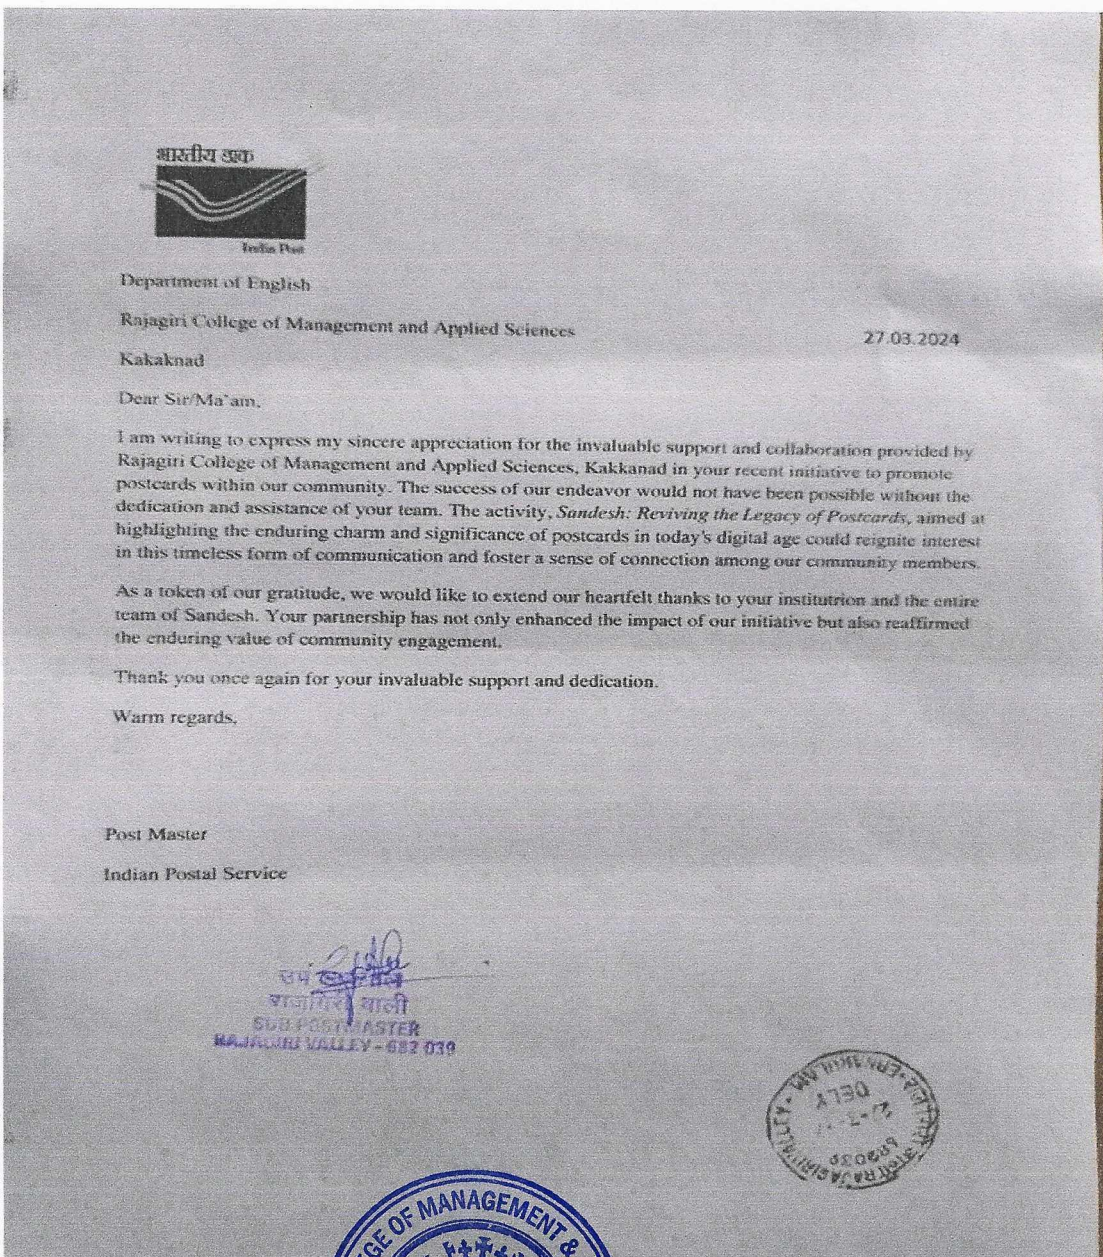 भारतीय डाक
India Post
Department of English
Rajagiri College of Management and Applied Sciences
27.03.2024
Kakaknad
Dear Sir/Ma'am,
I am writing to express my sincere appreciation for the invaluable support and collaboration provided by
Rajagiri College of Management and Applied Sciences, Kakkanad in your recent initiative to promote
postcards within our community. The success of our endeavor would not have been possible without the
dedication and assistance of your team. The activity, Sandesh: Reviving the Legacy of Postcards, aimed at
highlighting the enduring charm and significance of postcards in today's digital age could reignite interest
in this timeless form of communication and foster a sense of connection among our community members.
As a token of our gratitude, we would like to extend our heartfelt thanks to your institutrion and the entire
team of Sandesh. Your partnership has not only enhanced the impact of our initiative but also reaffirmed
the enduring value of community engagement.
Thank you once again for your invaluable support and dedication.
Warm regards,
Post Master
Indian Postal Service
उप
राजगिरी वाली
SUB POSTMASTER
RAJAGIRI VALLEY - 682 039
RAJAGIRI VALLEY
DELY
682039
GE OF MANAGEMENT &